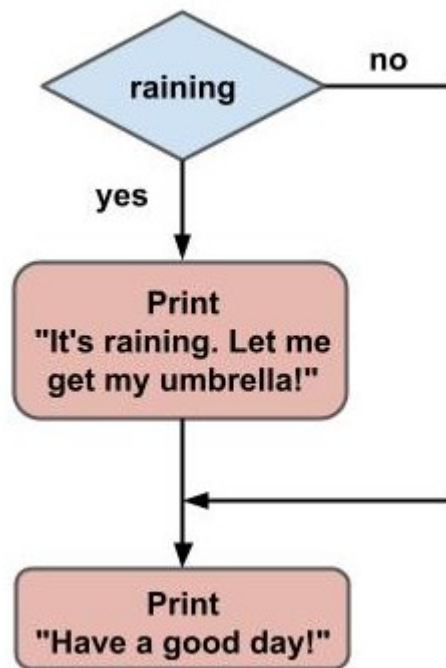 raining
no
yes
Print
"It's raining. Let me
get my umbrella!"
Print
"Have a good day!"